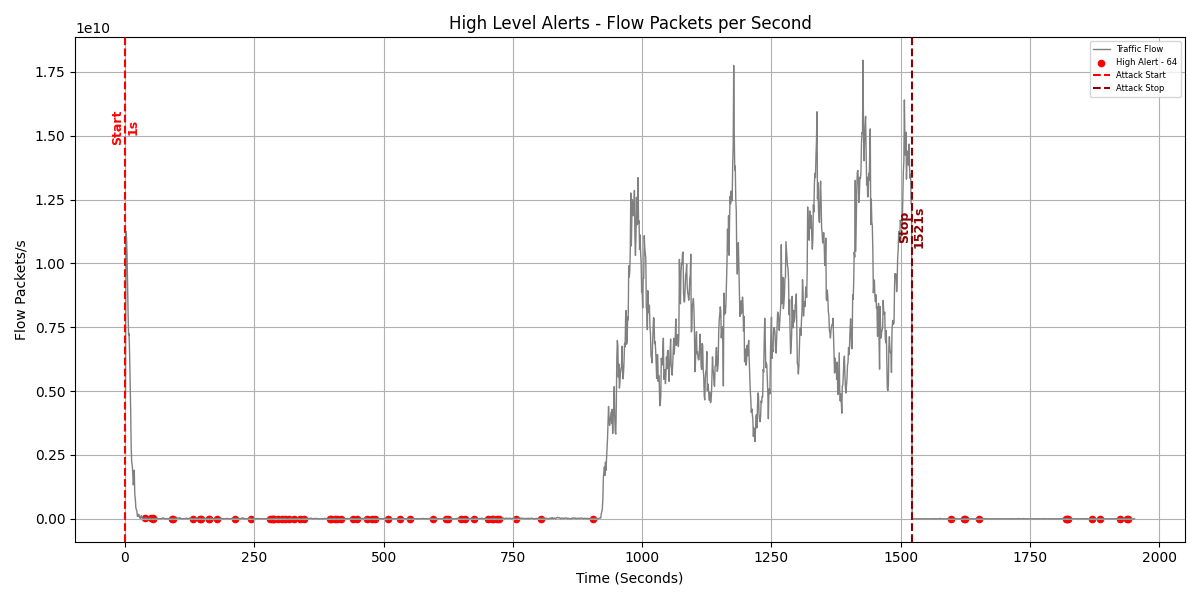 High Level Alerts - Flow Packets per Second
1e10
Traffic Flow
High Alert - 64
Attack Start
Attack Stop
Start
1s
Stop
1521s
Flow Packets/s
1.75
1.50
1.25
1.00
0.75
0.50
0.25
0.00
0 250 500 750 1000 1250 1500 1750 2000
Time (Seconds)